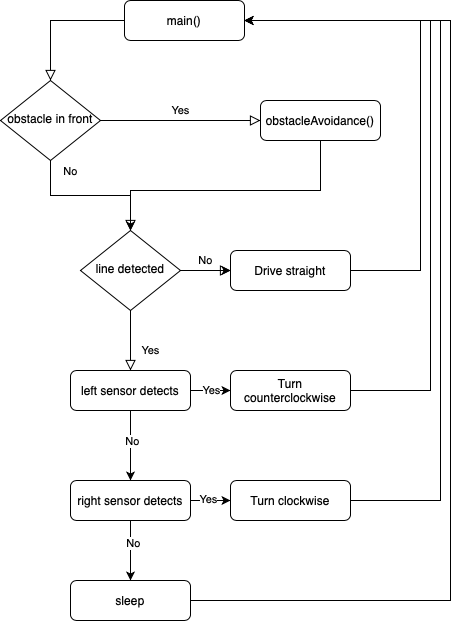 main()
obstacle in front
Yes
obstacleAvoidance()
No
line detected
No
Drive straight
Yes
left sensor detects
Yes
Turn
counterclockwise
No
right sensor detects
Yes
Turn clockwise
No
sleep